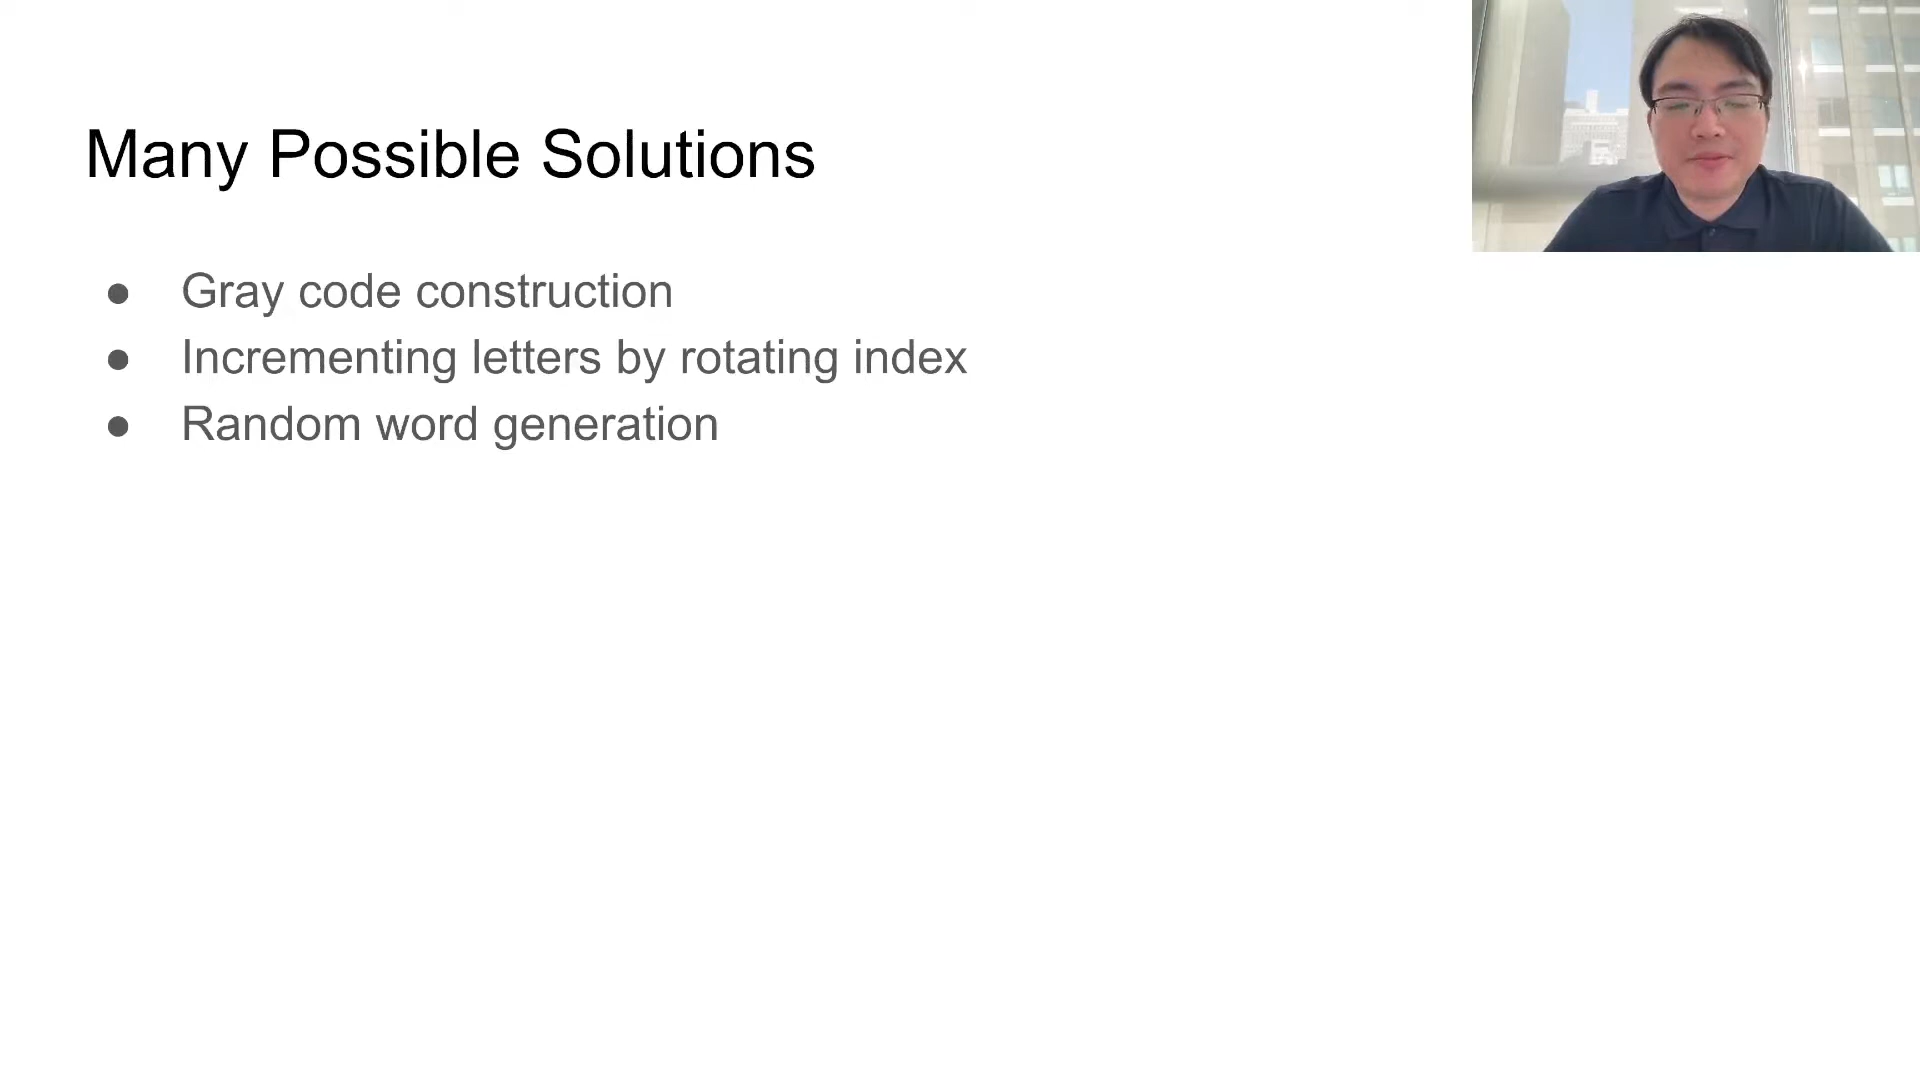 Many Possible Solutions
● Gray code construction
● Incrementing letters by rotating index
● Random word generation